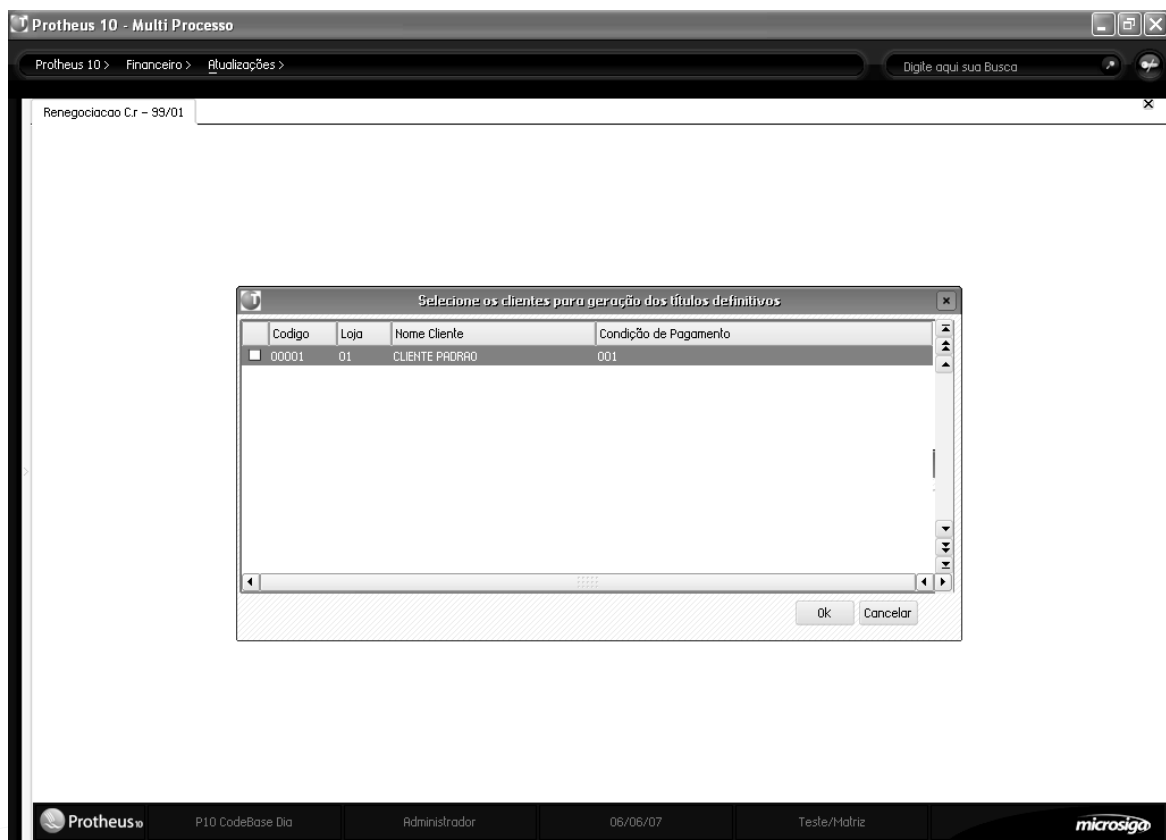 Protheus 10 - Multi Processo
Protheus 10 > Financeiro > Atualizações >
Digite aqui sua Busca
Renegociacao C.r - 99/01
Selecione os clientes para geração dos títulos definitivos
Codigo Loja Nome Cliente Condição de Pagamento
00001 01 CLIENTE PADRAO 001
Ok Cancelar
Protheus10 P10 CodeBase Dia Administrador 06/06/07 Teste/Matriz microsiga